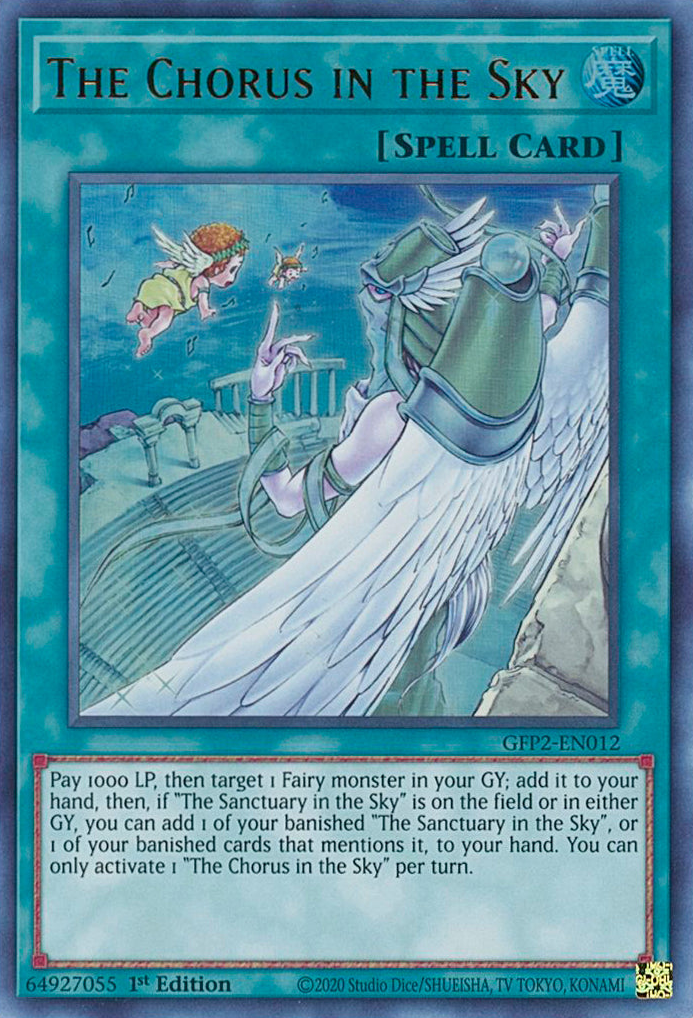 The Chorus in the Sky
SPELL
魔
[Spell Card]
GFP2-EN012
Pay 1000 LP, then target 1 Fairy monster in your GY; add it to your
hand, then, if "The Sanctuary in the Sky" is on the field or in either
GY, you can add 1 of your banished "The Sanctuary in the Sky", or
1 of your banished cards that mentions it, to your hand. You can
only activate 1 "The Chorus in the Sky" per turn.
64927055 1st Edition ©2020 Studio Dice/SHUEISHA, TV TOKYO, KONAMI